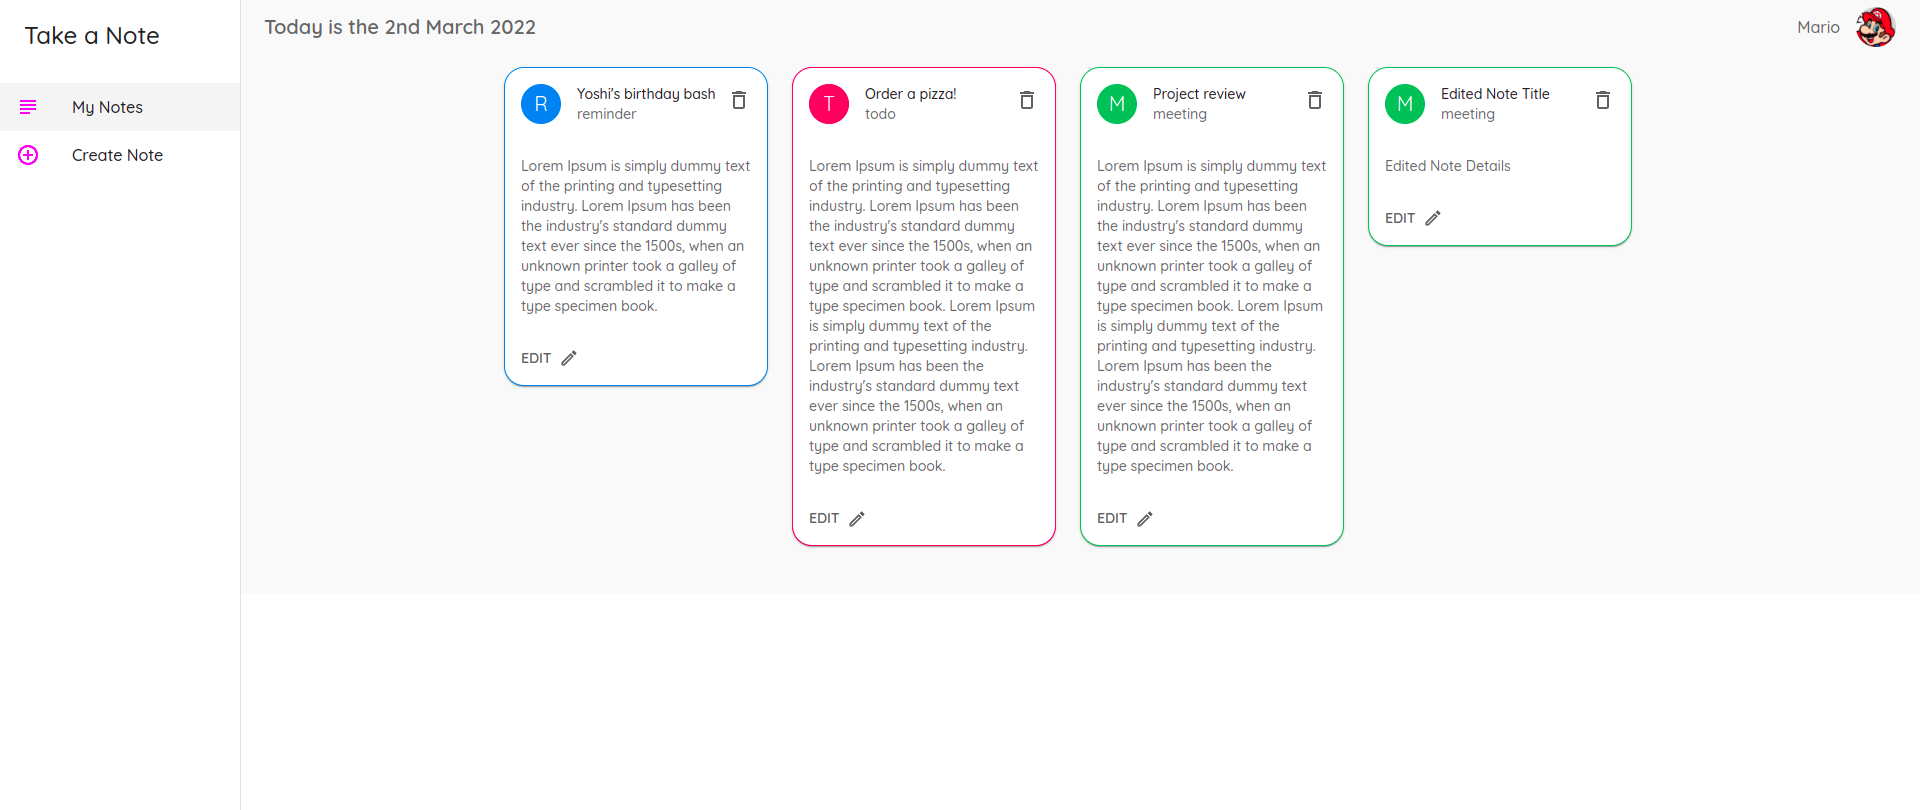 Take a Note
My Notes
Create Note
Today is the 2nd March 2022
Mario
R
Yoshi's birthday bash
reminder
Lorem Ipsum is simply dummy text
of the printing and typesetting
industry. Lorem Ipsum has been
the industry's standard dummy
text ever since the 1500s, when an
unknown printer took a galley of
type and scrambled it to make a
type specimen book.
EDIT
T
Order a pizza!
todo
Lorem Ipsum is simply dummy text
of the printing and typesetting
industry. Lorem Ipsum has been
the industry's standard dummy
text ever since the 1500s, when an
unknown printer took a galley of
type and scrambled it to make a
type specimen book. Lorem Ipsum
is simply dummy text of the
printing and typesetting industry.
Lorem Ipsum has been the
industry's standard dummy text
ever since the 1500s, when an
unknown printer took a galley of
type and scrambled it to make a
type specimen book.
EDIT
M
Project review
meeting
Lorem Ipsum is simply dummy text
of the printing and typesetting
industry. Lorem Ipsum has been
the industry's standard dummy
text ever since the 1500s, when an
unknown printer took a galley of
type and scrambled it to make a
type specimen book. Lorem Ipsum
is simply dummy text of the
printing and typesetting industry.
Lorem Ipsum has been the
industry's standard dummy text
ever since the 1500s, when an
unknown printer took a galley of
type and scrambled it to make a
type specimen book.
EDIT
M
Edited Note Title
meeting
Edited Note Details
EDIT